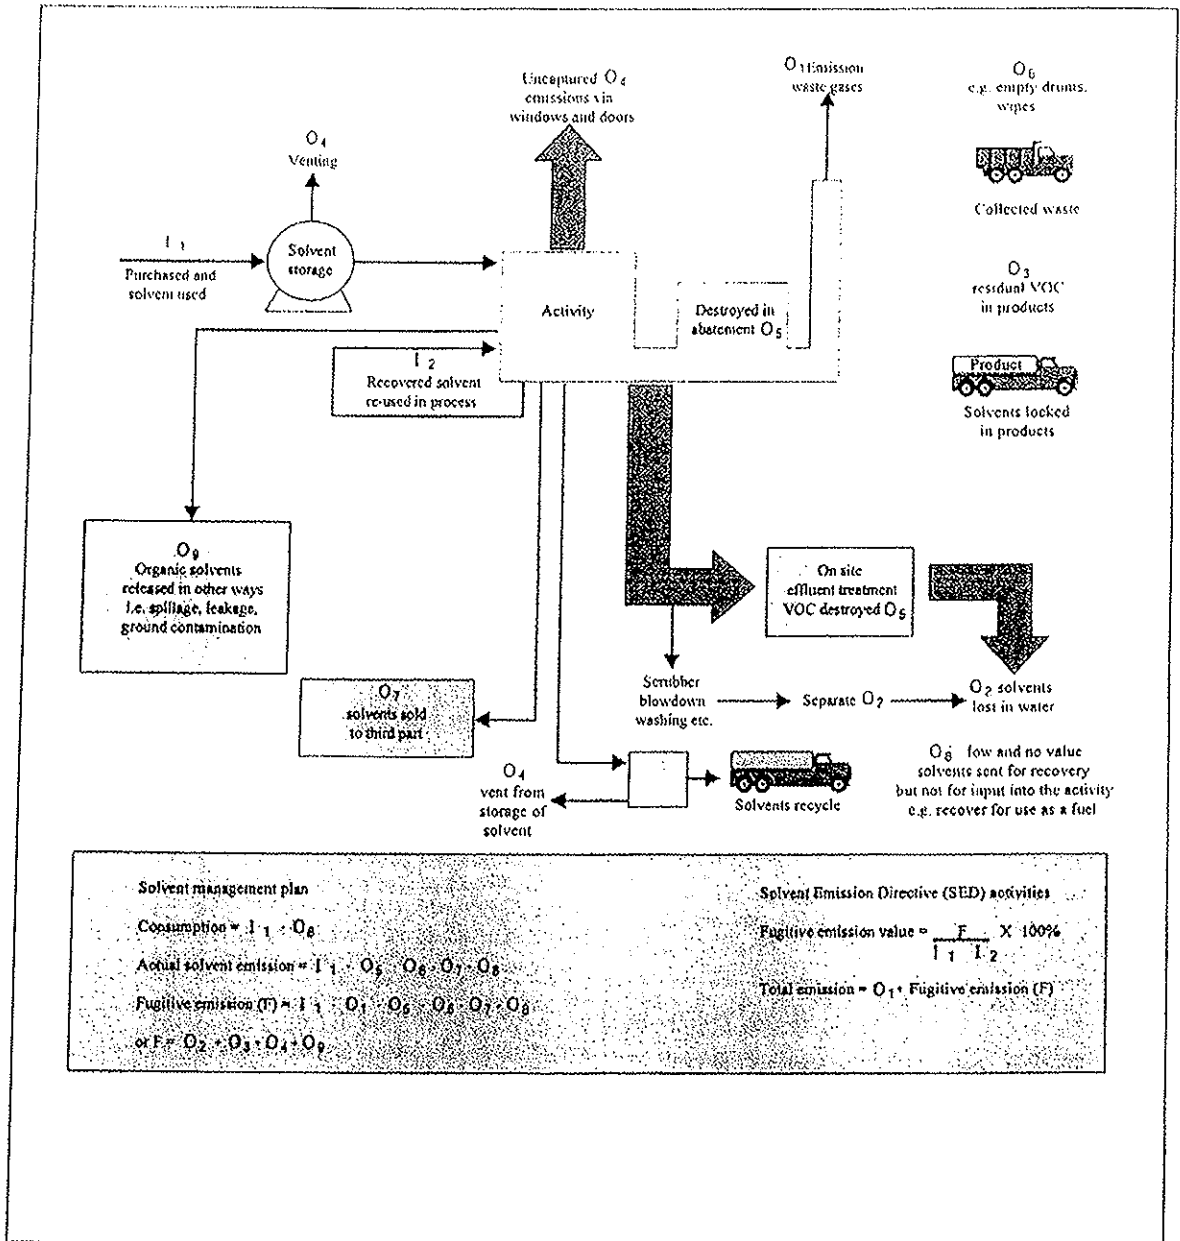 Uncaptured O4
emissions via
windows and doors
O1 Emission
waste gases
O6
e.g. empty drums,
wipes
O4
Venting
Collected waste
I1
Purchased and
solvent used
Solvent
storage
Activity
Destroyed in
abatement O5
O3
residual VOC
in products
I2
Recovered solvent
re-used in process
Product
Solvents locked
in products
O9
Organic solvents
released in other ways
i.e. spillage, leakage,
ground contamination
On site
effluent treatment
VOC destroyed O5
O7
solvents sold
to third part
Scrubber
blowdown
washing etc.
Separate O2
O2 solvents
lost in water
O4
vent from
storage of
solvent
Solvents recycle
O8 low and no value
solvents sent for recovery
but not for input into the activity
e.g. recover for use as a fuel
Solvent management plan
Consumption = I1 - O8
Actual solvent emission = I1 - O5 - O6 - O7 - O8
Fugitive emission (F) = I1 - O1 - O5 - O6 - O7 - O8
or F = O2 + O3 + O4 + O9
Solvent Emission Directive (SED) activities
Fugitive emission value = F X 100%
I1 I2
Total emission = O1 + Fugitive emission (F)